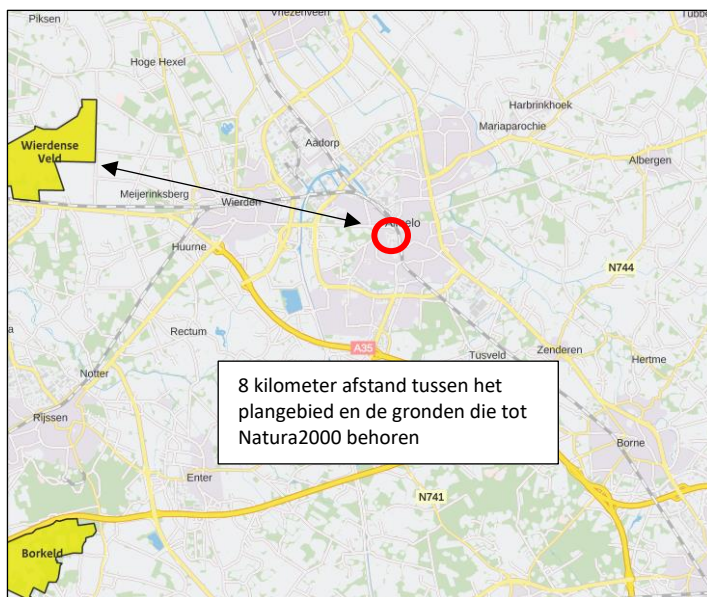 Piksen
Vriezenveen
Tubb
Hoge Hexel
Harbrinkhoek
Wierdense
Veld
Aadorp
Mariaparochie
Albergen
Meijerinksberg
Wierden
Almelo
Huurne
N744
Rectum
A35
Zenderen
Tusveld
Hertme
Notter
8 kilometer afstand tussen het
plangebied en de gronden die tot
Natura2000 behoren
Rijssen
Borne
Enter
N741
Borkeld